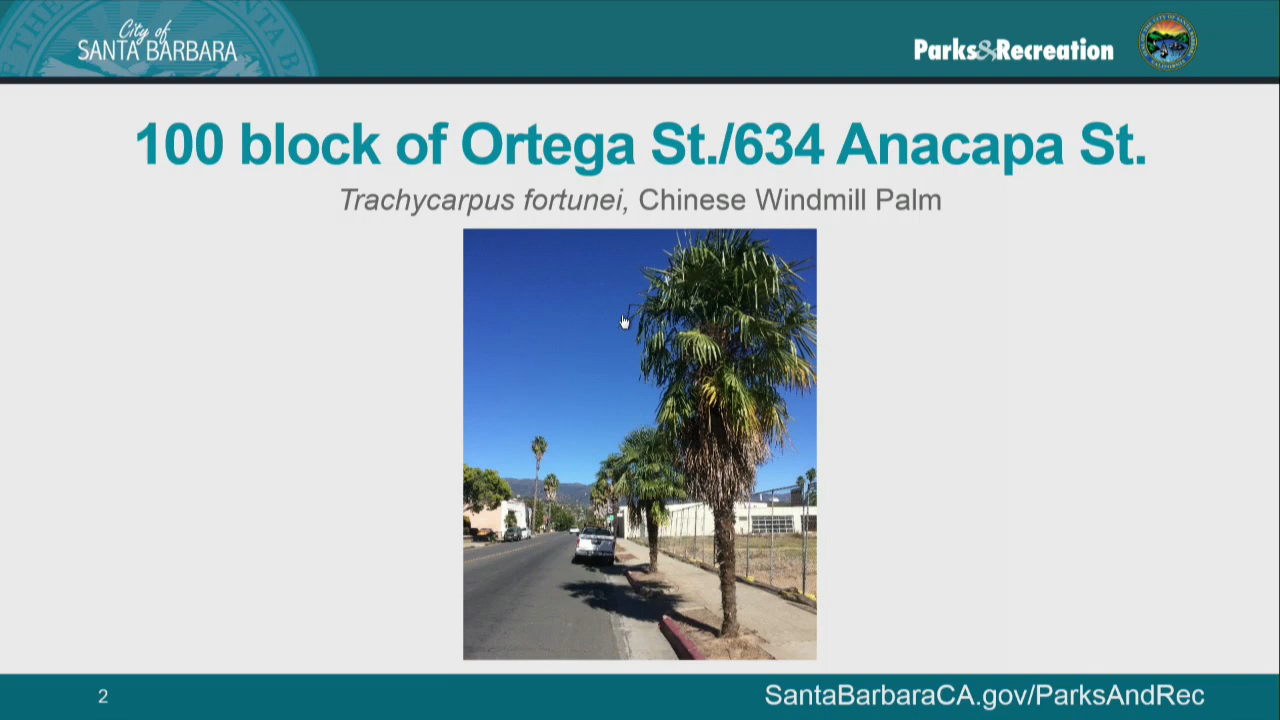 City of
SANTA BARBARA
Parks&Recreation
100 block of Ortega St./634 Anacapa St.
Trachycarpus fortunei, Chinese Windmill Palm
2
SantaBarbaraCA.gov/ParksAndRec